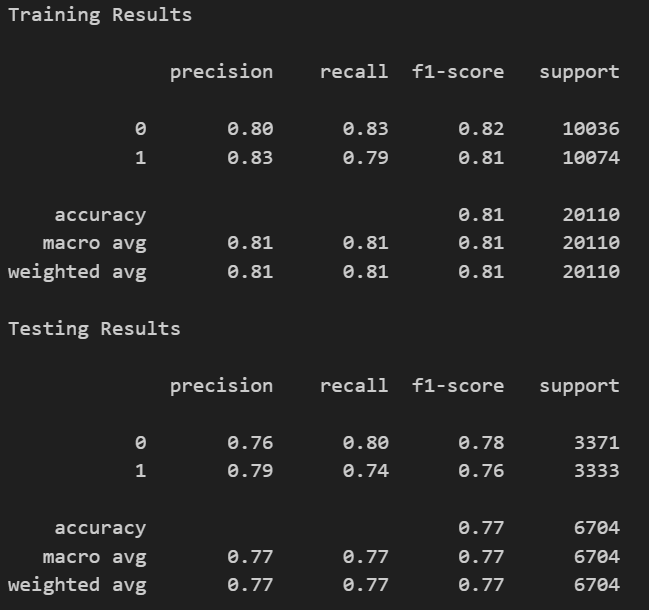 Training Results
precision recall f1-score support
0 0.80 0.83 0.82 10036
1 0.83 0.79 0.81 10074
accuracy 0.81 20110
macro avg 0.81 0.81 0.81 20110
weighted avg 0.81 0.81 0.81 20110
Testing Results
precision recall f1-score support
0 0.76 0.80 0.78 3371
1 0.79 0.74 0.76 3333
accuracy 0.77 6704
macro avg 0.77 0.77 0.77 6704
weighted avg 0.77 0.77 0.77 6704